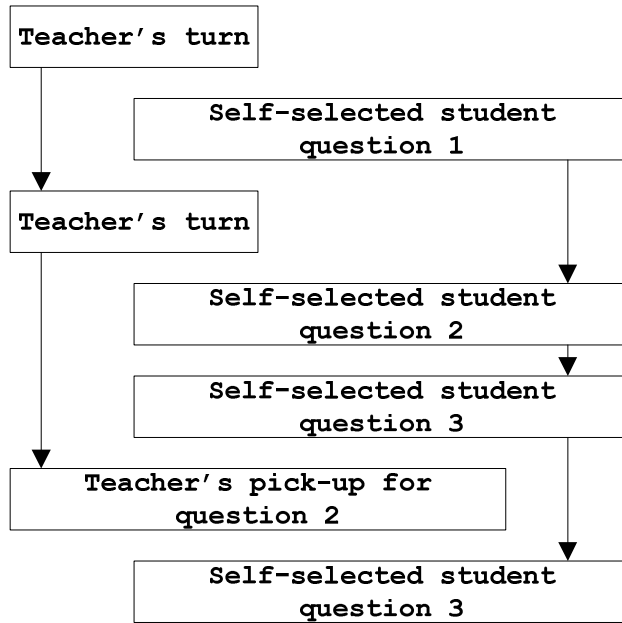 Teacher’s turn
Self-selected student
question 1
Teacher’s turn
Self-selected student
question 2
Self-selected student
question 3
Teacher’s pick-up for
question 2
Self-selected student
question 3